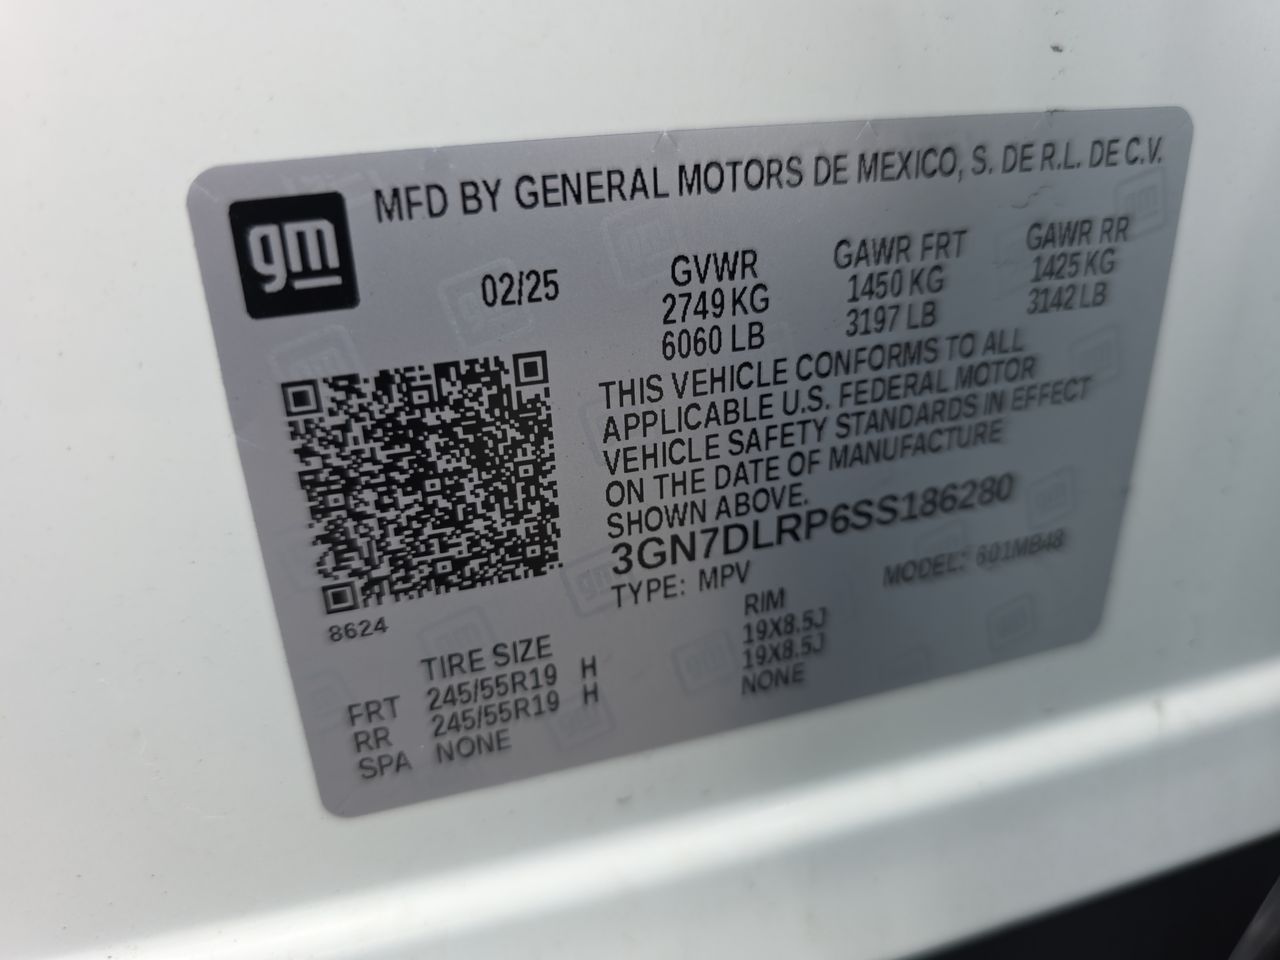 gm
MFD BY GENERAL MOTORS DE MEXICO, S. DE R.L. DE C.V.
02/25
GVWR GAWR FRT GAWR RR
2749 KG 1450 KG 1425 KG
6060 LB 3197 LB 3142 LB
THIS VEHICLE CONFORMS TO ALL
APPLICABLE U.S. FEDERAL MOTOR
VEHICLE SAFETY STANDARDS IN EFFECT
ON THE DATE OF MANUFACTURE
SHOWN ABOVE.
3GN7DLRP6SS186280
TYPE: MPV MODEL: 601MB48
8624
TIRE SIZE RIM
FRT 245/55R19 H 19X8.5J
RR 245/55R19 H 19X8.5J
SPA NONE NONE